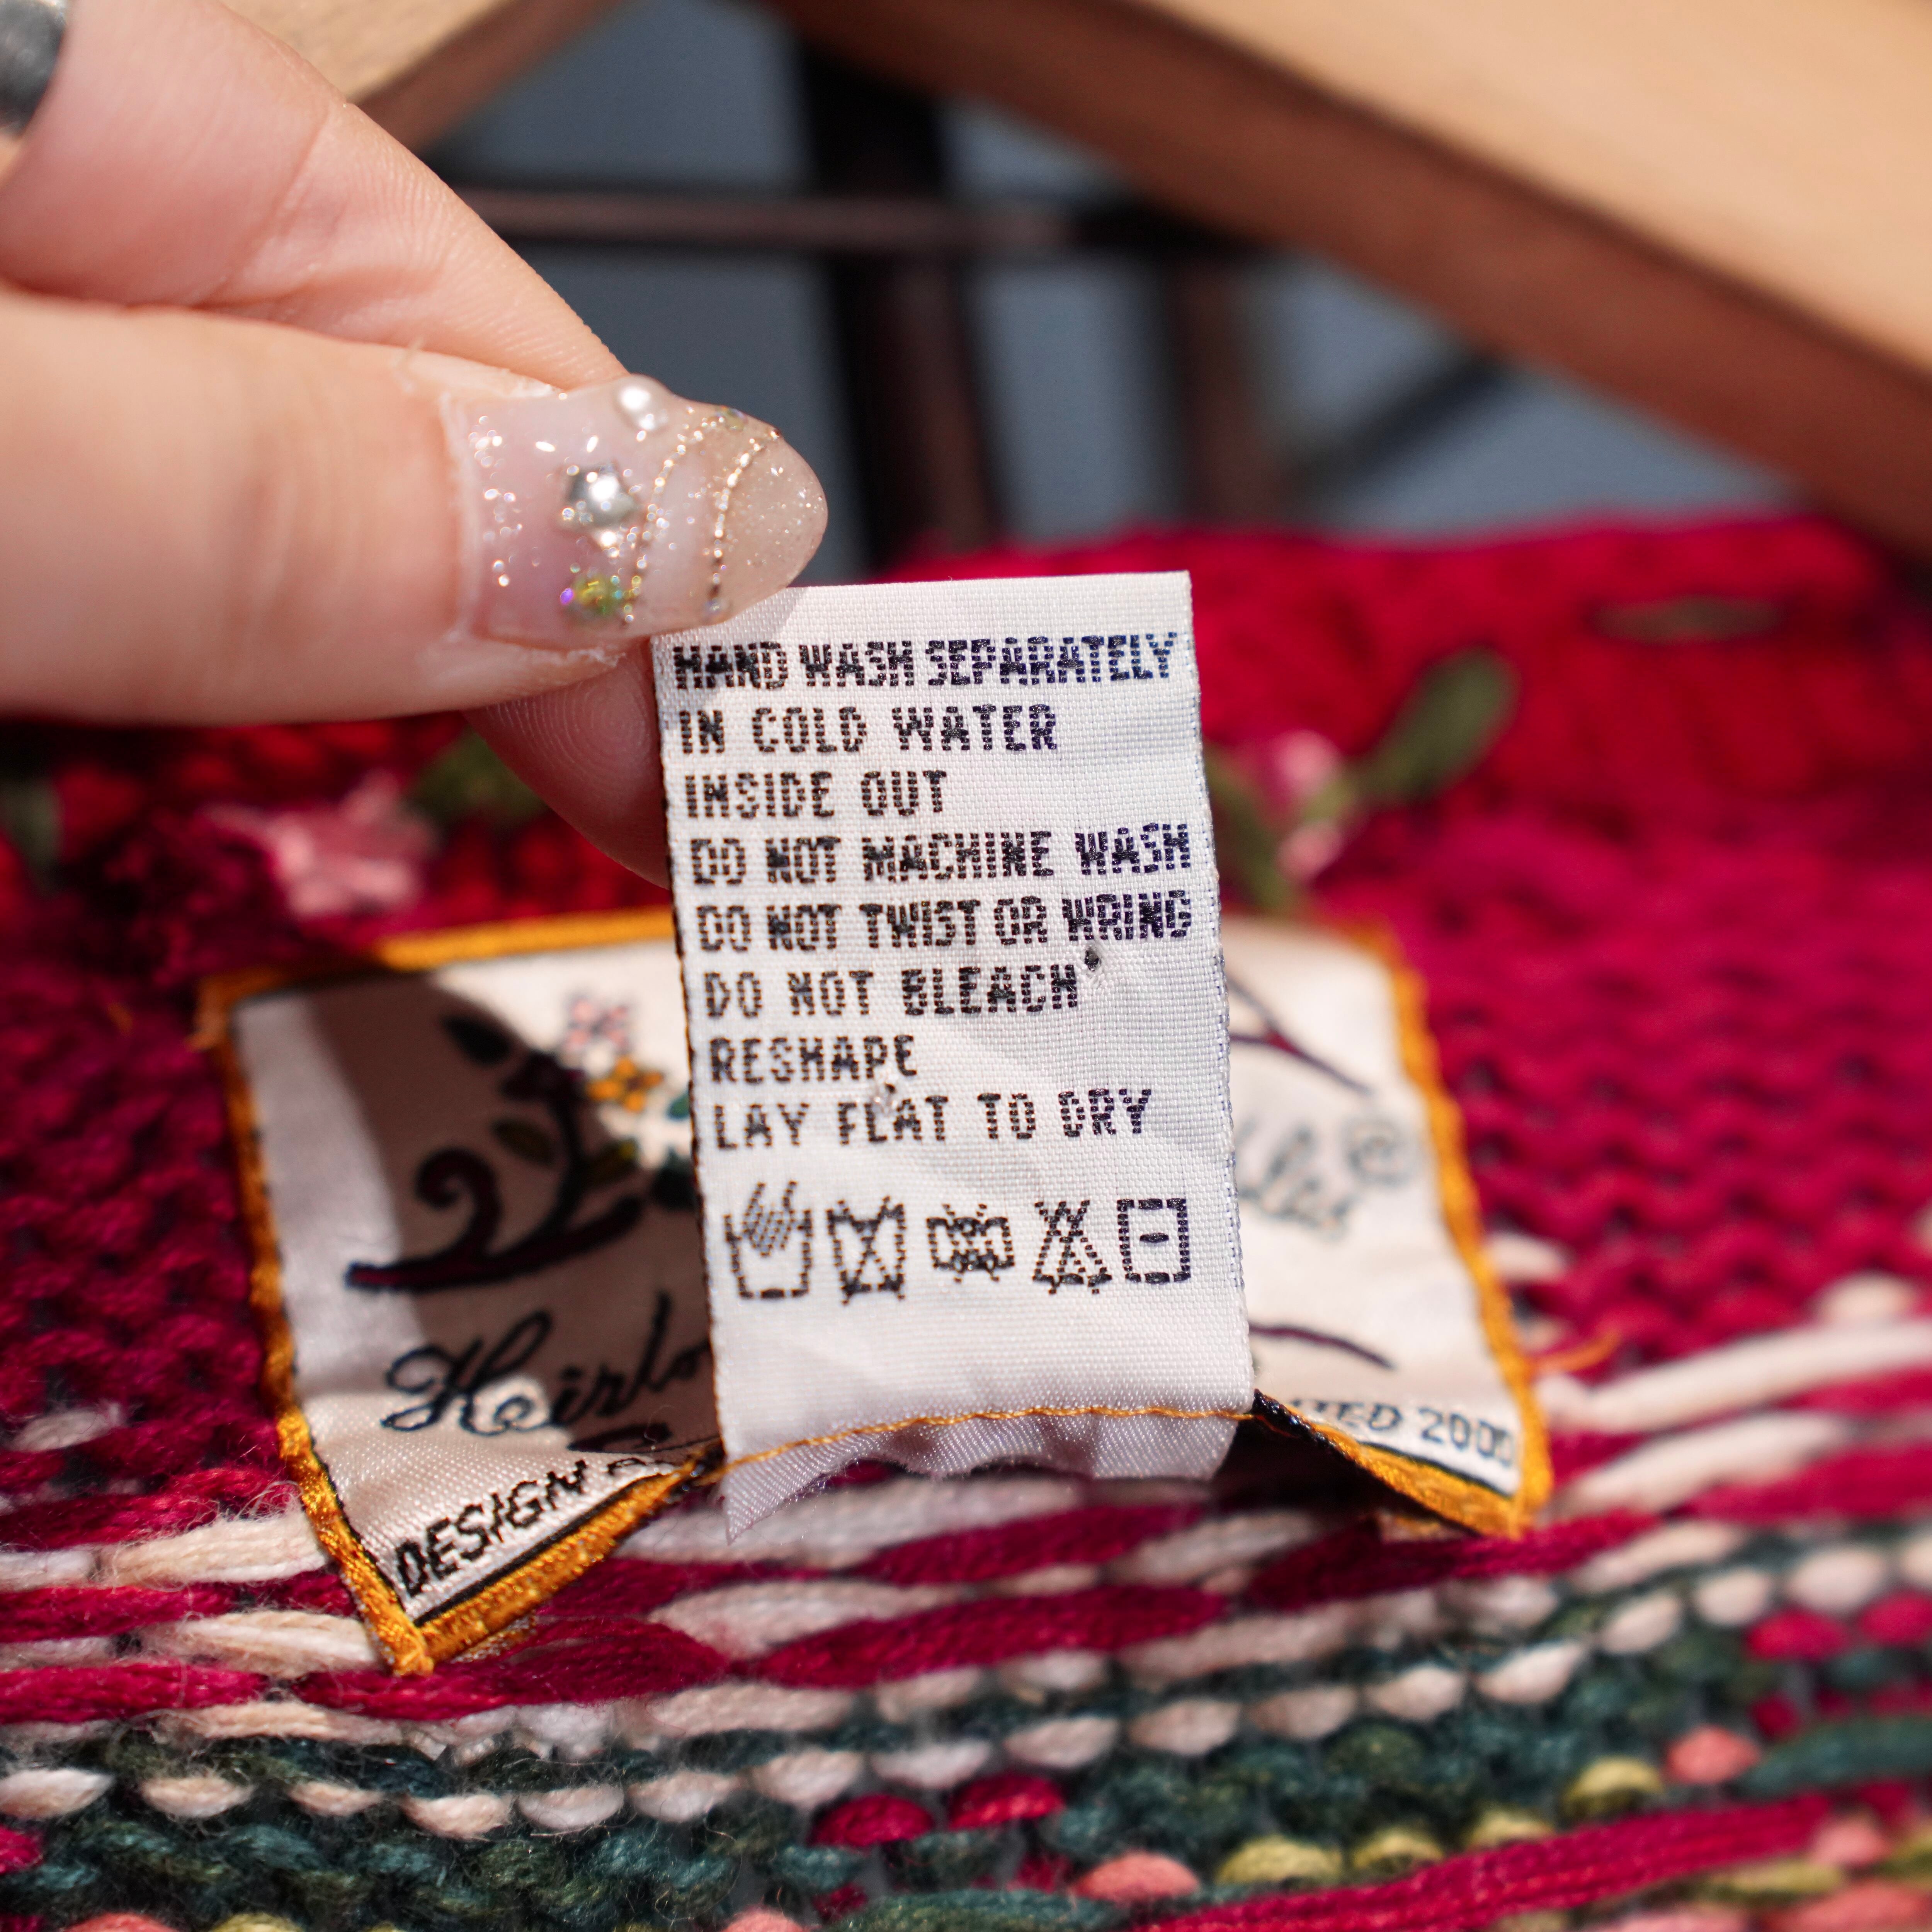 HAND WASH SEPARATELY
IN COLD WATER
INSIDE OUT
DO NOT MACHINE WASH
DO NOT TWIST OR WRING
DO NOT BLEACH
RESHAPE
LAY FLAT TO DRY
Heirlo
DESIGN
TED 2000